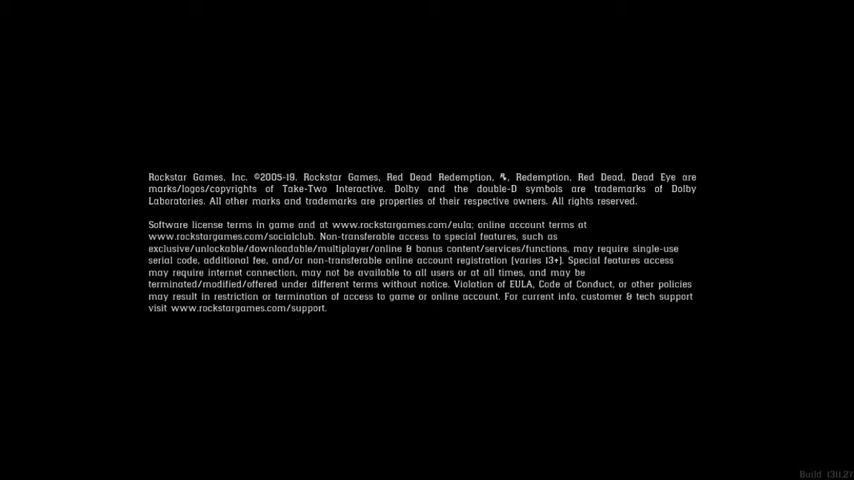 Rockstar Games, Inc. ©2005-19. Rockstar Games, Red Dead Redemption, , Redemption, Red Dead, Dead Eye are
marks/logos/copyrights of Take-Two Interactive. Dolby and the double-D symbols are trademarks of Dolby
Laboratories. All other marks and trademarks are properties of their respective owners. All rights reserved.
Software license terms in game and at www.rockstargames.com/eula; online account terms at
www.rockstargames.com/socialclub. Non-transferable access to special features, such as
exclusive/unlockable/downloadable/multiplayer/online & bonus content/services/functions, may require single-use
serial code, additional fee, and/or non-transferable online account registration (varies 13+). Special features access
may require internet connection, may not be available to all users or at all times, and may be
terminated/modified/offered under different terms without notice. Violation of EULA, Code of Conduct, or other policies
may result in restriction or termination of access to game or online account. For current info, customer & tech support
visit www.rockstargames.com/support.
Build 1311.27